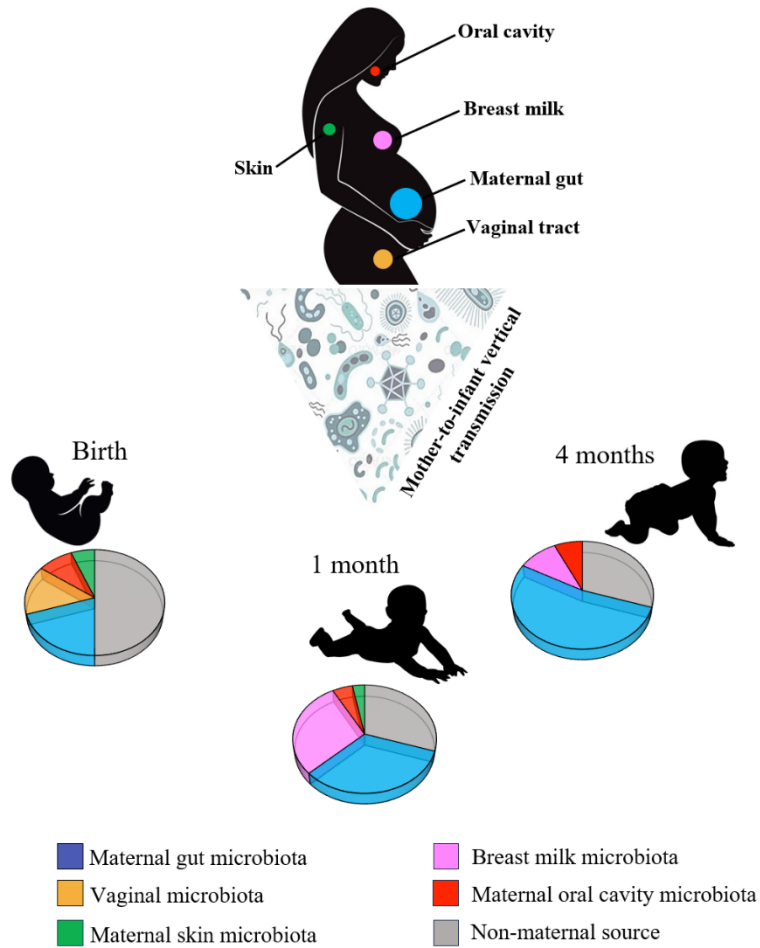 Oral cavity
Breast milk
Skin
Maternal gut
Vaginal tract
Mother-to-infant vertical
transmission
Birth
4 months
1 month
Maternal gut microbiota
Breast milk microbiota
Vaginal microbiota
Maternal oral cavity microbiota
Maternal skin microbiota
Non-maternal source